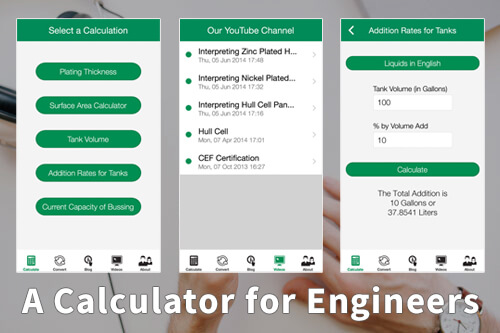 Select a Calculation
Plating Thickness
Surface Area Calculator
Tank Volume
Addition Rates for Tanks
Current Capacity of Bussing
Calculate
Convert
Blog
Videos
About
Our YouTube Channel
Interpreting Zinc Plated H...
Thu, 05 Jun 2014 17:48
Interpreting Nickel Plated...
Thu, 05 Jun 2014 17:32
Interpreting Hull Cell Pan...
Thu, 05 Jun 2014 17:16
Hull Cell
Mon, 07 Apr 2014 17:01
CEF Certification
Mon, 07 Oct 2013 16:27
Calculate
Convert
Blog
Videos
About
Addition Rates for Tanks
Liquids in English
Tank Volume (in Gallons)
100
% by Volume Add
10
Calculate
The Total Addition is
10 Gallons or
37.8541 Liters
Calculate
Convert
Blog
Videos
About
A Calculator for Engineers